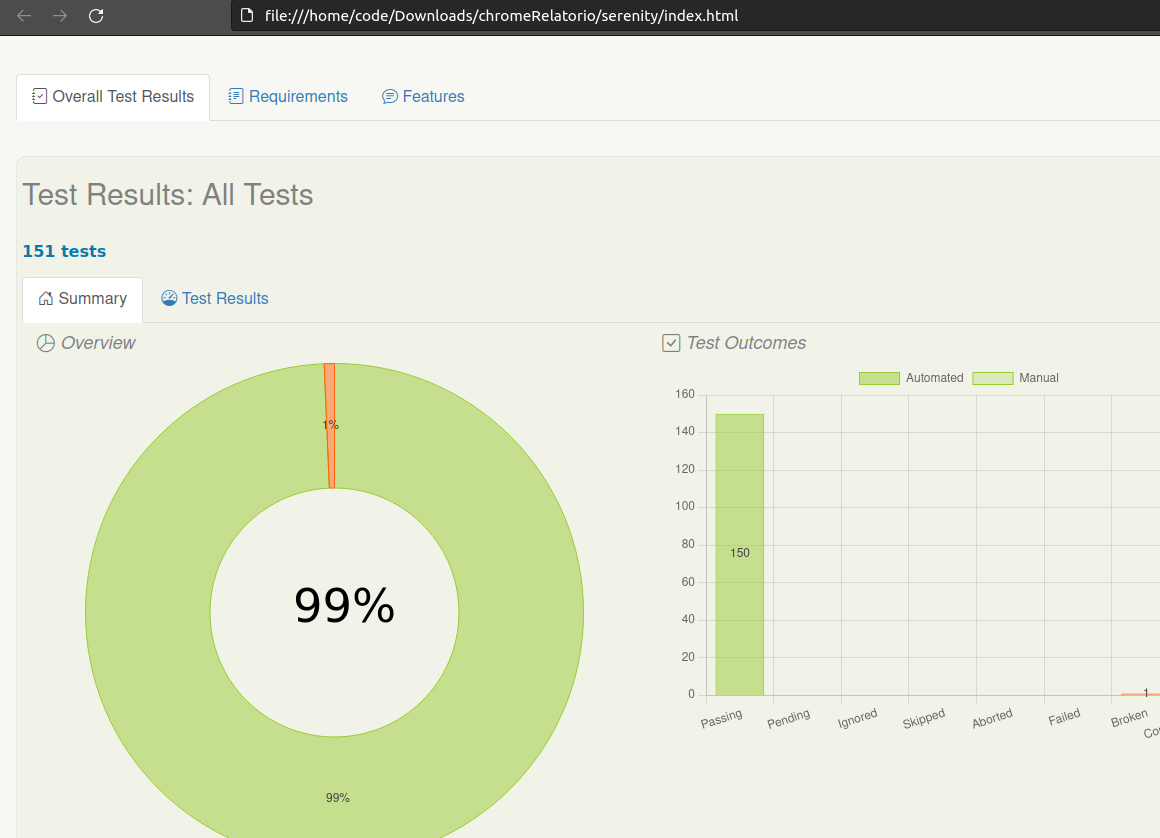 file:///home/code/Downloads/chromeRelatorio/serenity/index.html
Overall Test Results Requirements Features
Test Results: All Tests
151 tests
Summary Test Results
Overview
1%
99%
99%
Test Outcomes
Automated Manual
160
140
120
100
80
60
40
20
0
150
1
Passing Pending Ignored Skipped Aborted Failed Broken